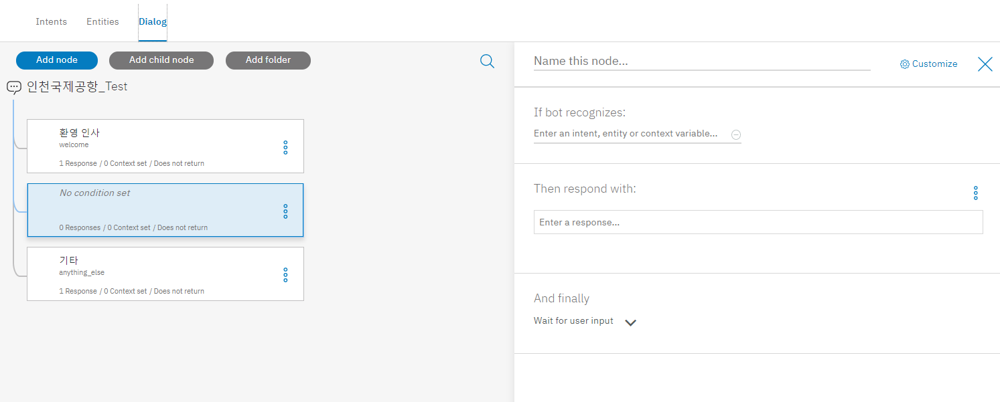 Intents Entities Dialog
Add node Add child node Add folder
인천국제공항_Test
환영 인사
welcome
1 Response / 0 Context set / Does not return
No condition set
0 Responses / 0 Context set / Does not return
기타
anything_else
1 Response / 0 Context set / Does not return
Name this node...
Customize
If bot recognizes:
Enter an intent, entity or context variable...
Then respond with:
Enter a response...
And finally
Wait for user input